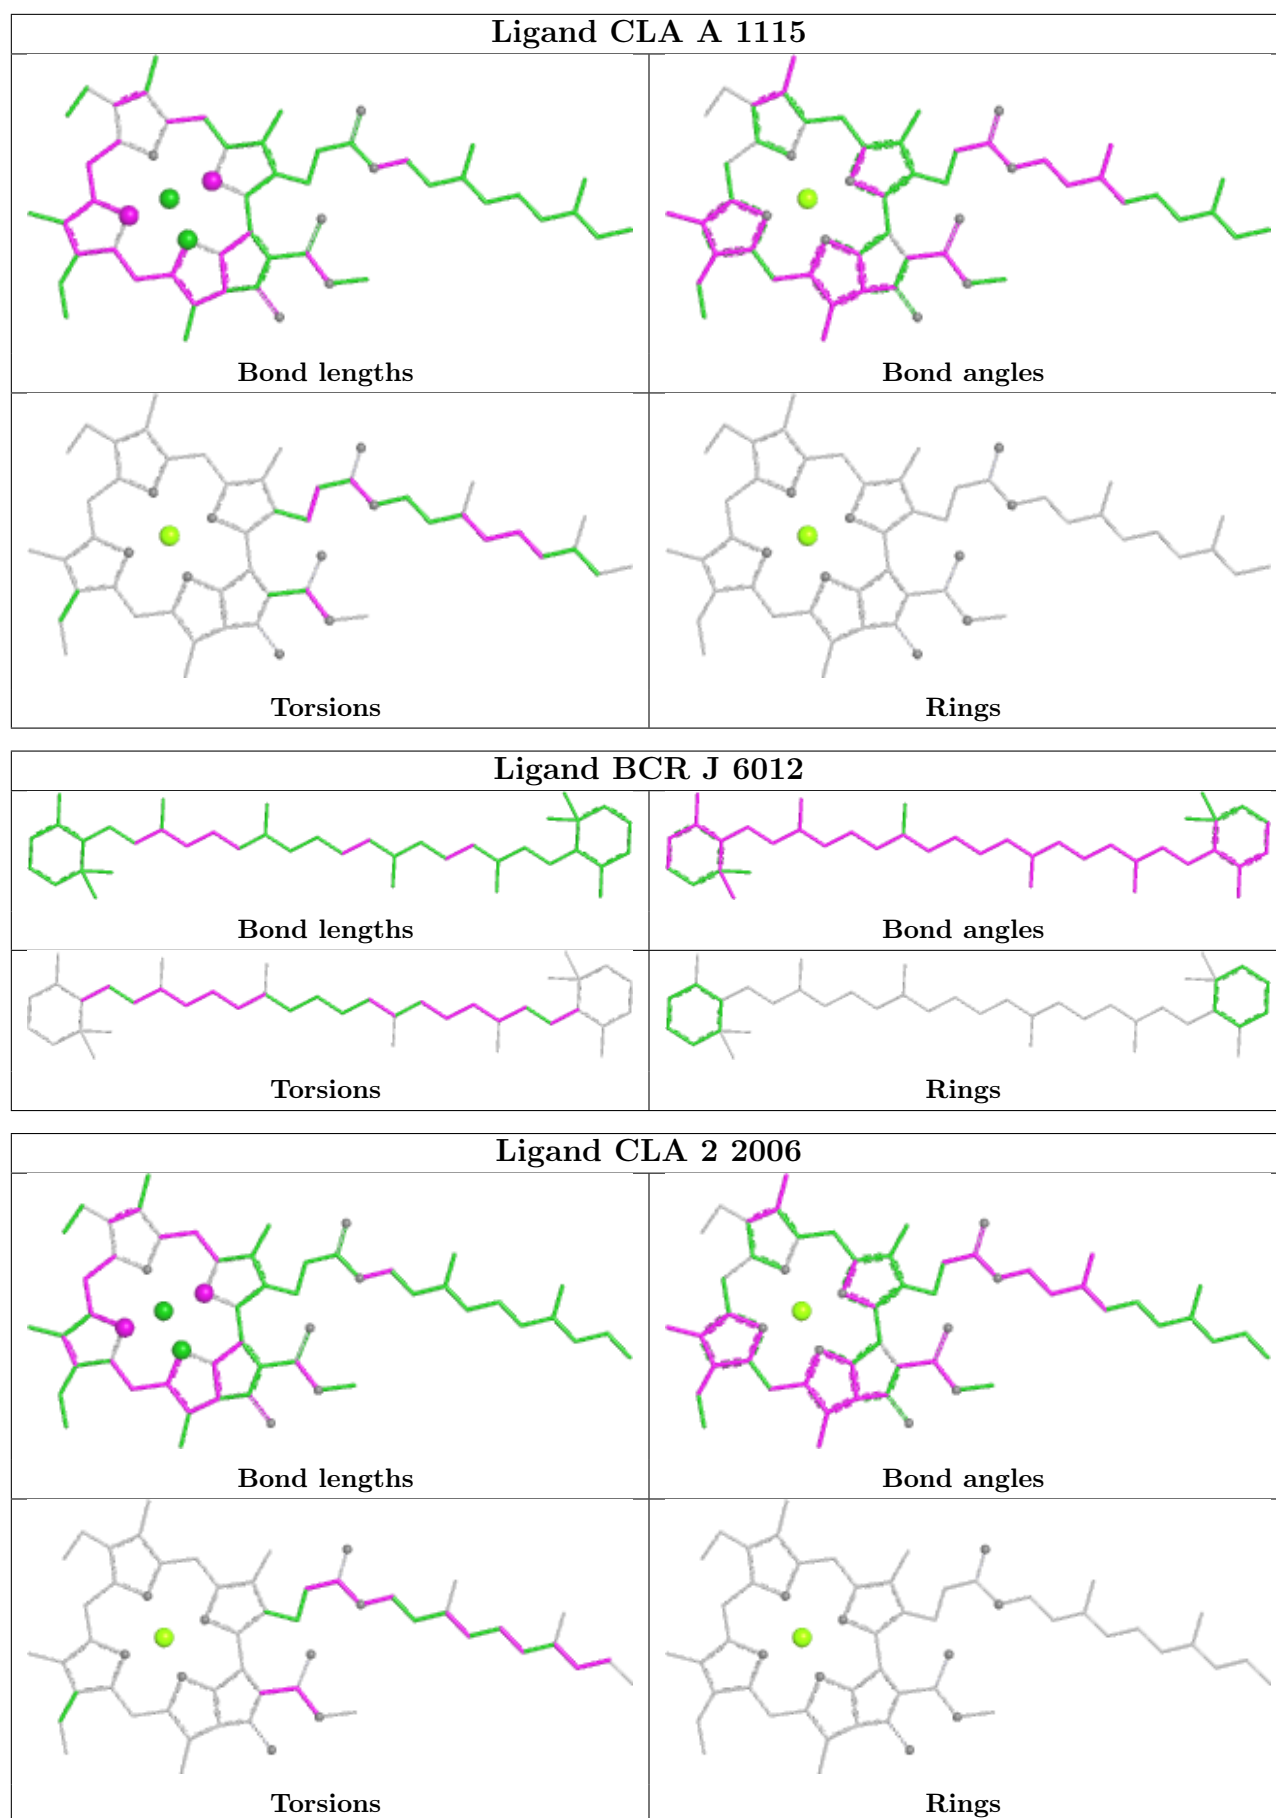 Ligand CLA A 1115
Bond lengths
Bond angles
Torsions
Rings
Ligand BCR J 6012
Bond lengths
Bond angles
Torsions
Rings
Ligand CLA 2 2006
Bond lengths
Bond angles
Torsions
Rings